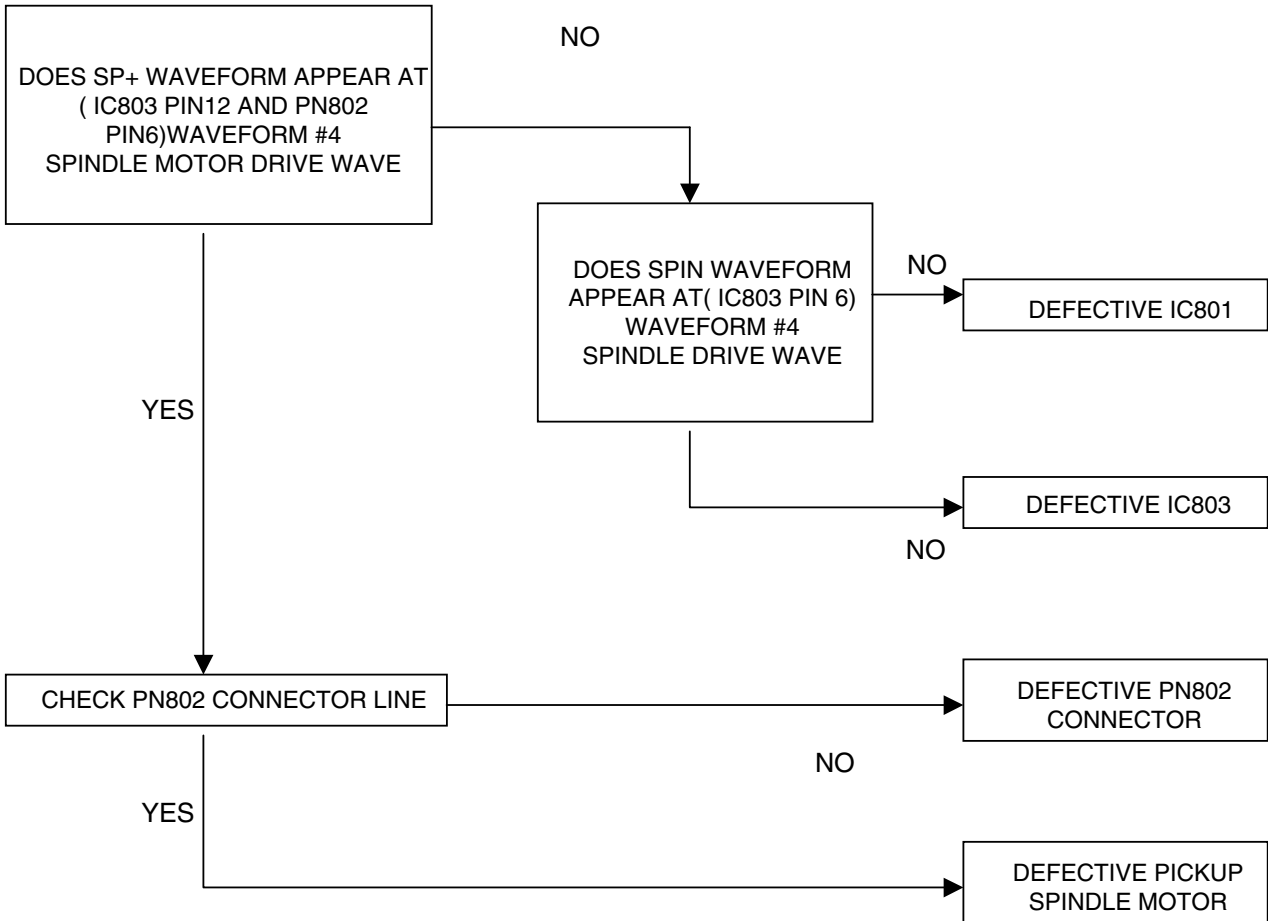 NO
DOES SP+ WAVEFORM APPEAR AT
( IC803 PIN12 AND PN802
PIN6)WAVEFORM #4
SPINDLE MOTOR DRIVE WAVE
DOES SPIN WAVEFORM
APPEAR AT( IC803 PIN 6)
WAVEFORM #4
SPINDLE DRIVE WAVE
NO
DEFECTIVE IC801
YES
DEFECTIVE IC803
NO
CHECK PN802 CONNECTOR LINE
DEFECTIVE PN802
CONNECTOR
NO
YES
DEFECTIVE PICKUP
SPINDLE MOTOR